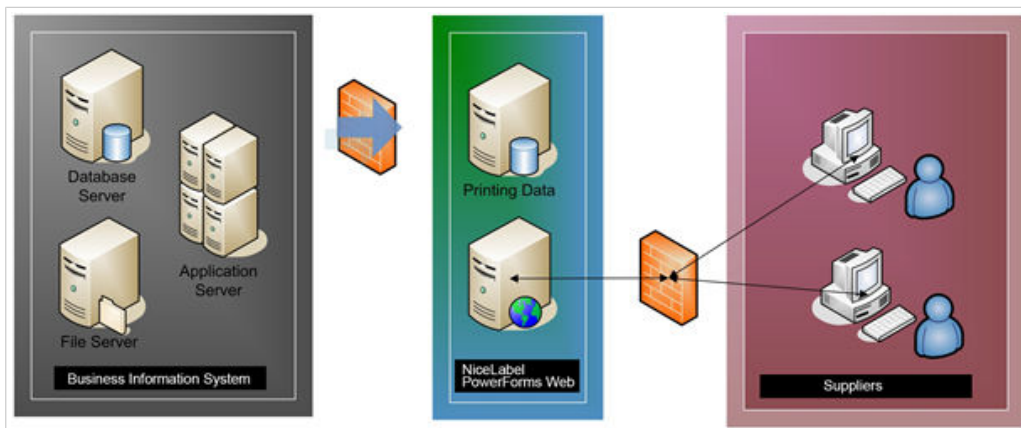 Database
Server
Application
Server
File Server
Business Information System
Printing Data
NiceLabel
PowerForms Web
Suppliers